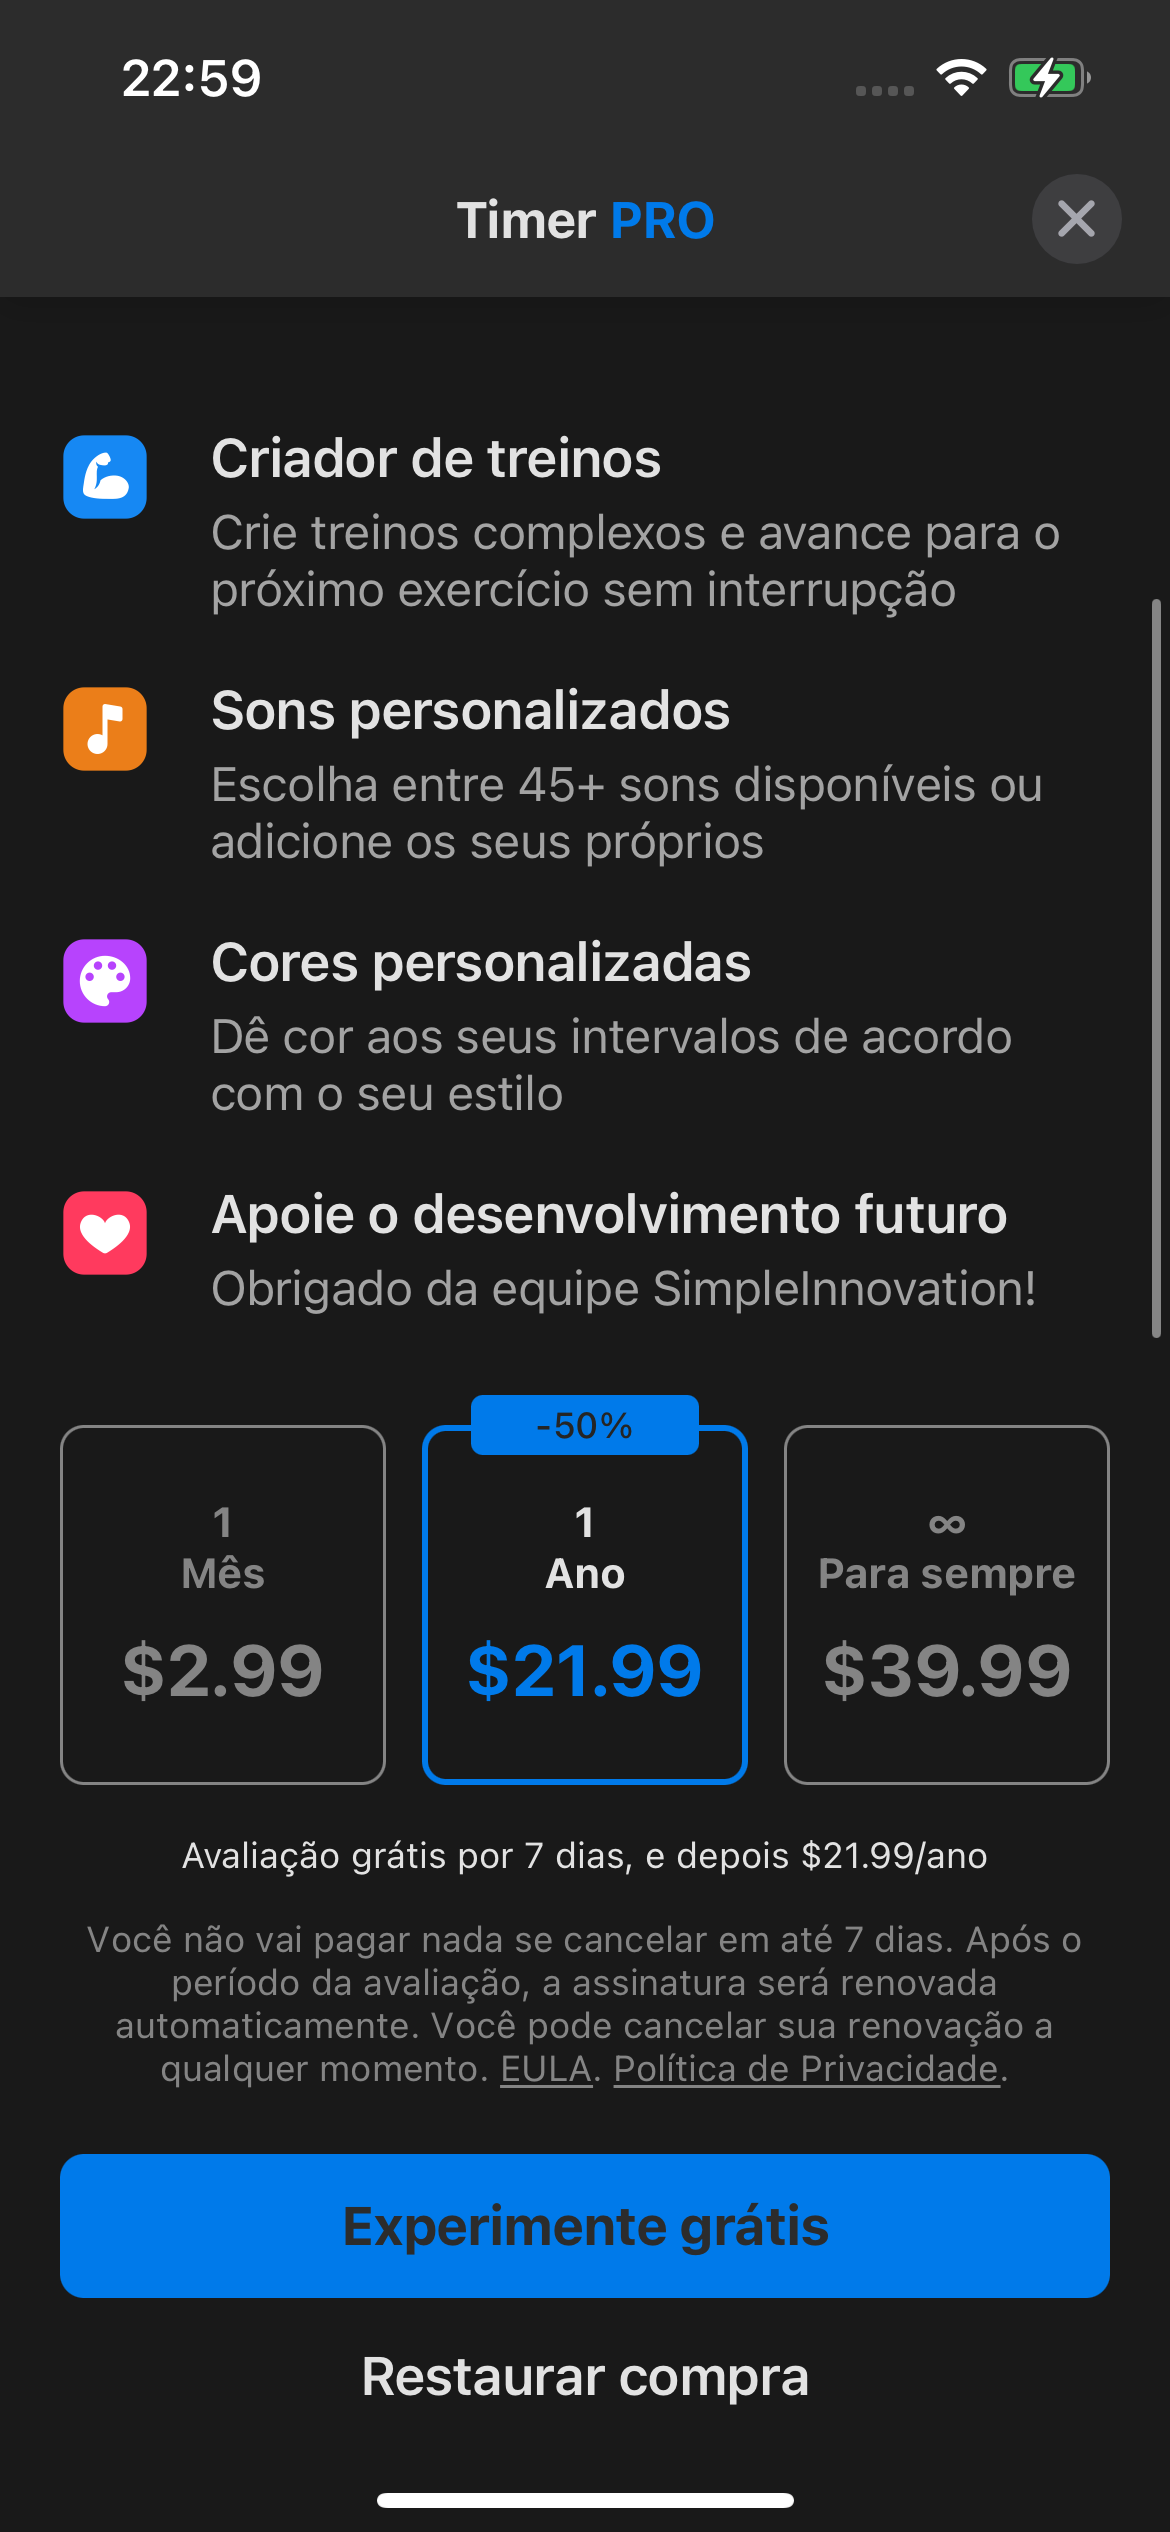 22:59
Timer PRO
Criador de treinos
Crie treinos complexos e avance para o
próximo exercício sem interrupção
Sons personalizados
Escolha entre 45+ sons disponíveis ou
adicione os seus próprios
Cores personalizadas
Dê cor aos seus intervalos de acordo
com o seu estilo
Apoie o desenvolvimento futuro
Obrigado da equipe SimpleInnovation!
1
Mês
$2.99
-50%
1
Ano
$21.99
∞
Para sempre
$39.99
Avaliação grátis por 7 dias, e depois $21.99/ano
Você não vai pagar nada se cancelar em até 7 dias. Após o
período da avaliação, a assinatura será renovada
automaticamente. Você pode cancelar sua renovação a
qualquer momento. EULA. Política de Privacidade.
Experimente grátis
Restaurar compra